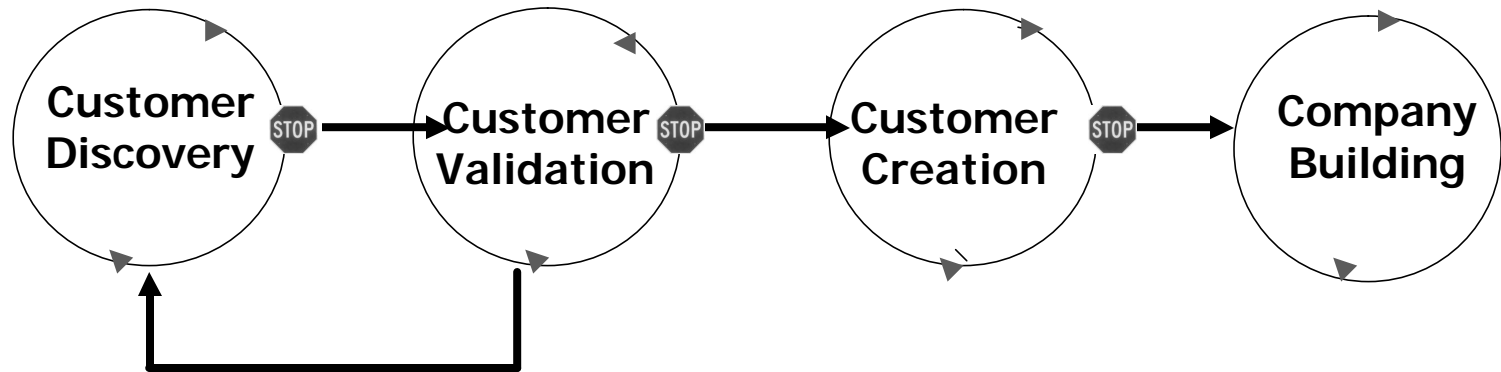 Customer
Discovery
STOP
Customer
Validation
STOP
Customer
Creation
STOP
Company
Building